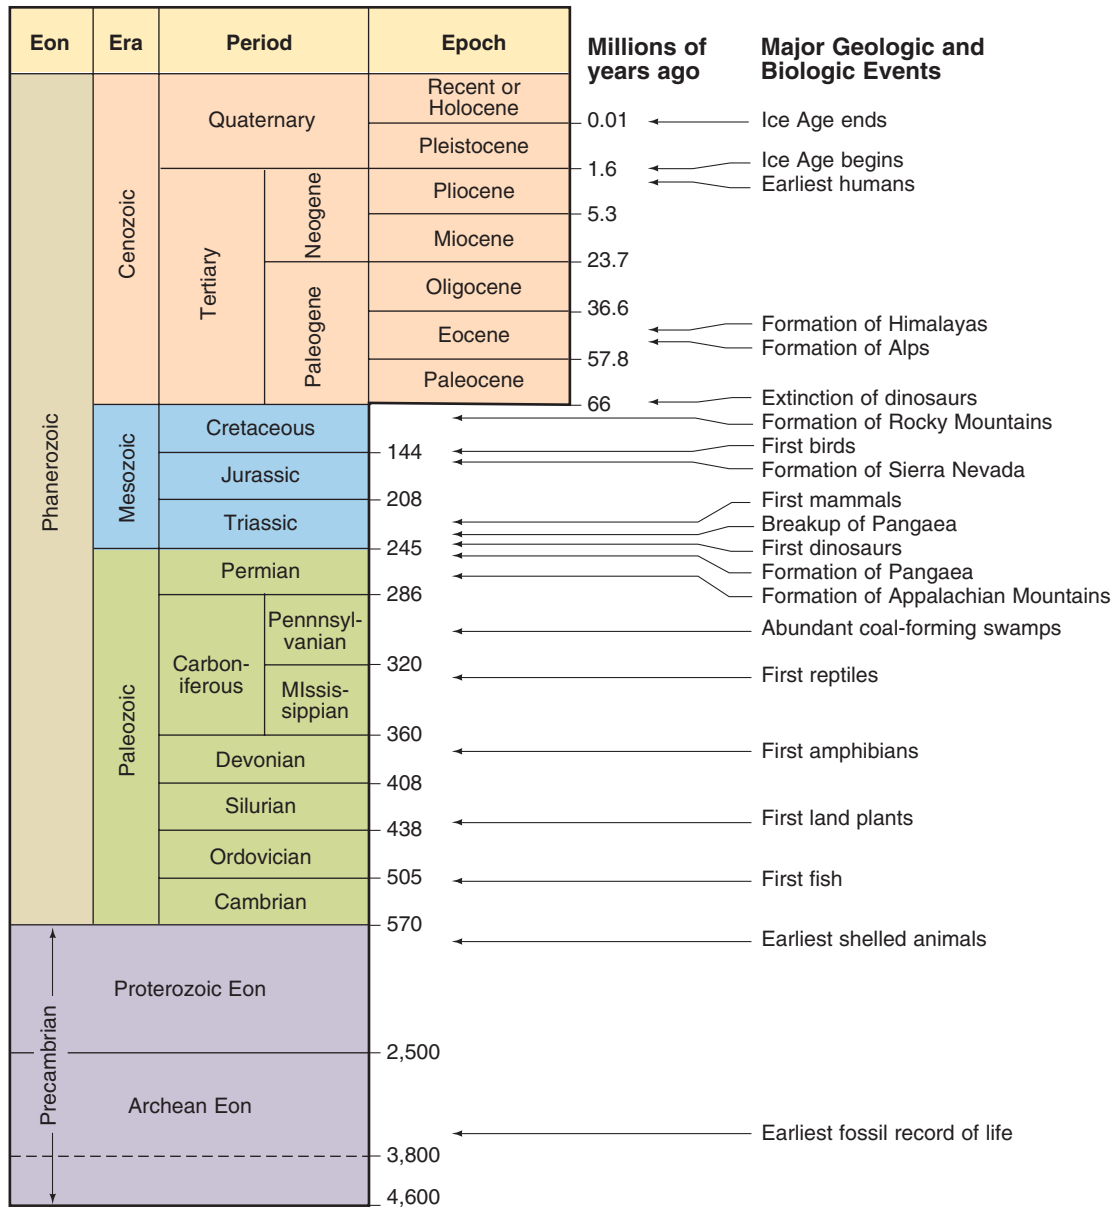 Eon Era Period Epoch
Millions of
years ago
Major Geologic and
Biologic Events
Phanerozoic
Cenozoic
Quaternary
Recent or
Holocene
0.01 Ice Age ends
Pleistocene
1.6 Ice Age begins
Earliest humans
Tertiary
Neogene
Pliocene
5.3
Miocene
23.7
Paleogene
Oligocene
36.6
Eocene
Formation of Himalayas
Formation of Alps
57.8
Paleocene
66 Extinction of dinosaurs
Mesozoic
Cretaceous
Formation of Rocky Mountains
144 First birds
Jurassic
Formation of Sierra Nevada
208
Triassic
First mammals
Breakup of Pangaea
245 First dinosaurs
Paleozoic
Permian
Formation of Pangaea
Formation of Appalachian Mountains
286
Carbon-
iferous
Pennnsyl-
vanian
Abundant coal-forming swamps
320
MIssis-
sippian
First reptiles
360
Devonian
First amphibians
408
Silurian
First land plants
438
Ordovician
505 First fish
Cambrian
570
Precambrian
Earliest shelled animals
Proterozoic Eon
2,500
Archean Eon
Earliest fossil record of life
3,800
4,600